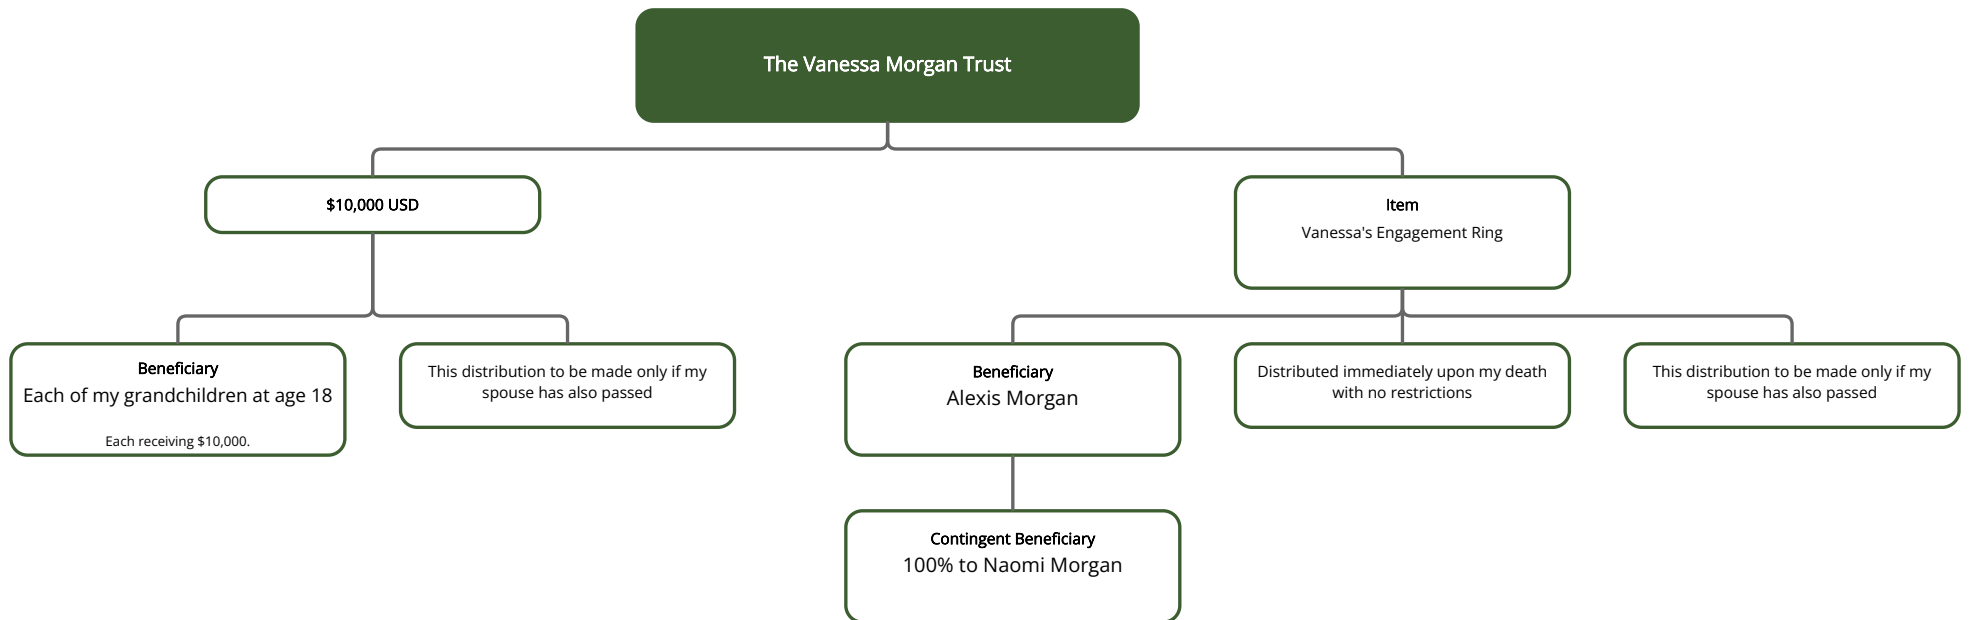 The Vanessa Morgan Trust
$10,000 USD
Item
Vanessa's Engagement Ring
Beneficiary
Each of my grandchildren at age 18
Each receiving $10,000.
This distribution to be made only if my
spouse has also passed
Beneficiary
Alexis Morgan
Distributed immediately upon my death
with no restrictions
This distribution to be made only if my
spouse has also passed
Contingent Beneficiary
100% to Naomi Morgan